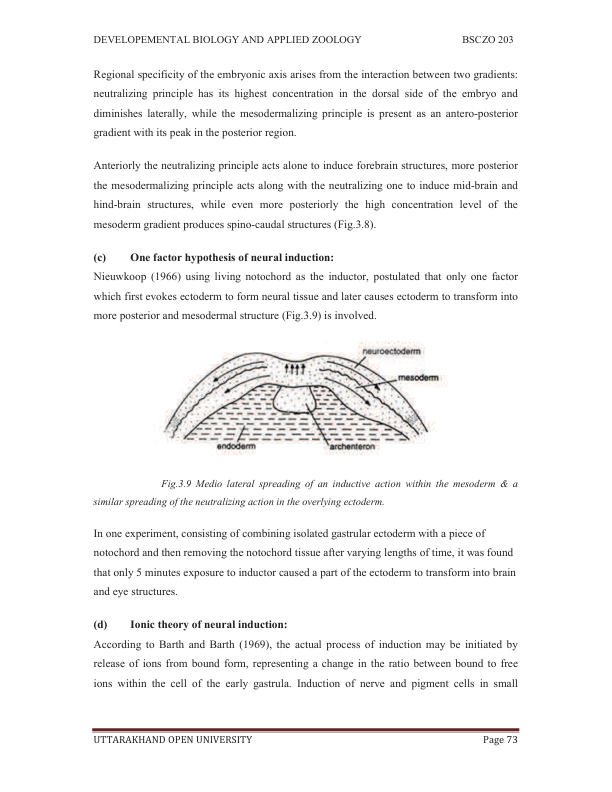 DEVELOPEMENTAL BIOLOGY AND APPLIED ZOOLOGY BSCZO 203
Regional specificity of the embryonic axis arises from the interaction between two gradients:
neutralizing principle has its highest concentration in the dorsal side of the embryo and
diminishes laterally, while the mesodermalizing principle is present as an antero-posterior
gradient with its peak in the posterior region.
Anteriorly the neutralizing principle acts alone to induce forebrain structures, more posterior
the mesodermalizing principle acts along with the neutralizing one to induce mid-brain and
hind-brain structures, while even more posteriorly the high concentration level of the
mesoderm gradient produces spino-caudal structures (Fig.3.8).
(c) One factor hypothesis of neural induction:
Nieuwkoop (1966) using living notochord as the inductor, postulated that only one factor
which first evokes ectoderm to form neural tissue and later causes ectoderm to transform into
more posterior and mesodermal structure (Fig.3.9) is involved.
neuroectoderm
mesoderm
endoderm
archenteron
Fig.3.9 Medio lateral spreading of an inductive action within the mesoderm & a
similar spreading of the neutralizing action in the overlying ectoderm.
In one experiment, consisting of combining isolated gastrular ectoderm with a piece of
notochord and then removing the notochord tissue after varying lengths of time, it was found
that only 5 minutes exposure to inductor caused a part of the ectoderm to transform into brain
and eye structures.
(d) Ionic theory of neural induction:
According to Barth and Barth (1969), the actual process of induction may be initiated by
release of ions from bound form, representing a change in the ratio between bound to free
ions within the cell of the early gastrula. Induction of nerve and pigment cells in small
UTTARAKHAND OPEN UNIVERSITY Page 73